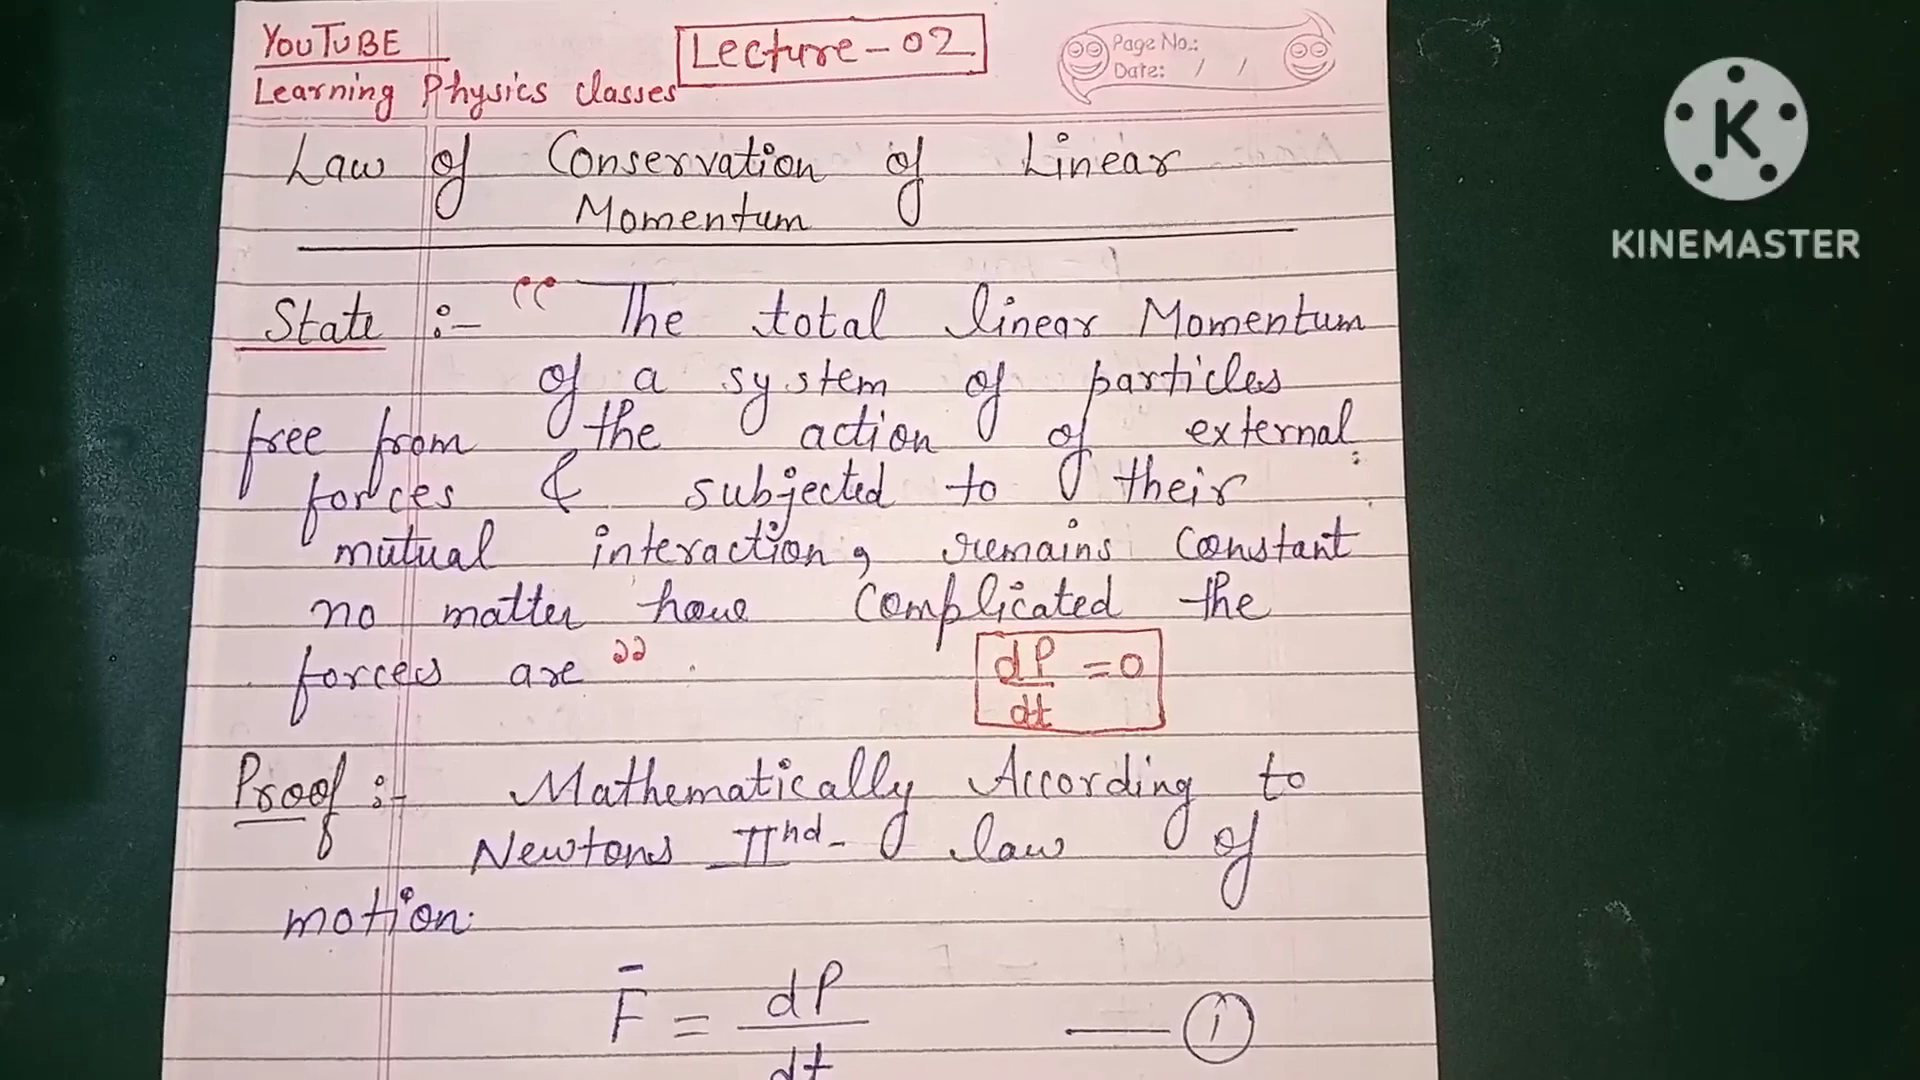 YOUTUBE
Learning Physics classes
Lecture - 02
Page No.:
Date: / /
K
KINEMASTER
Law of Conservation of Linear
Momentum
State :- “ The total linear Momentum
of a system of particles
free from the action of external
forces & subjected to their
mutual interaction, remains constant
no matter how complicated the
forces are ”
dP/dt = 0
Proof :- Mathematically According to
Newtons IInd law of
motion.
F̄ = dP/dt — (i)